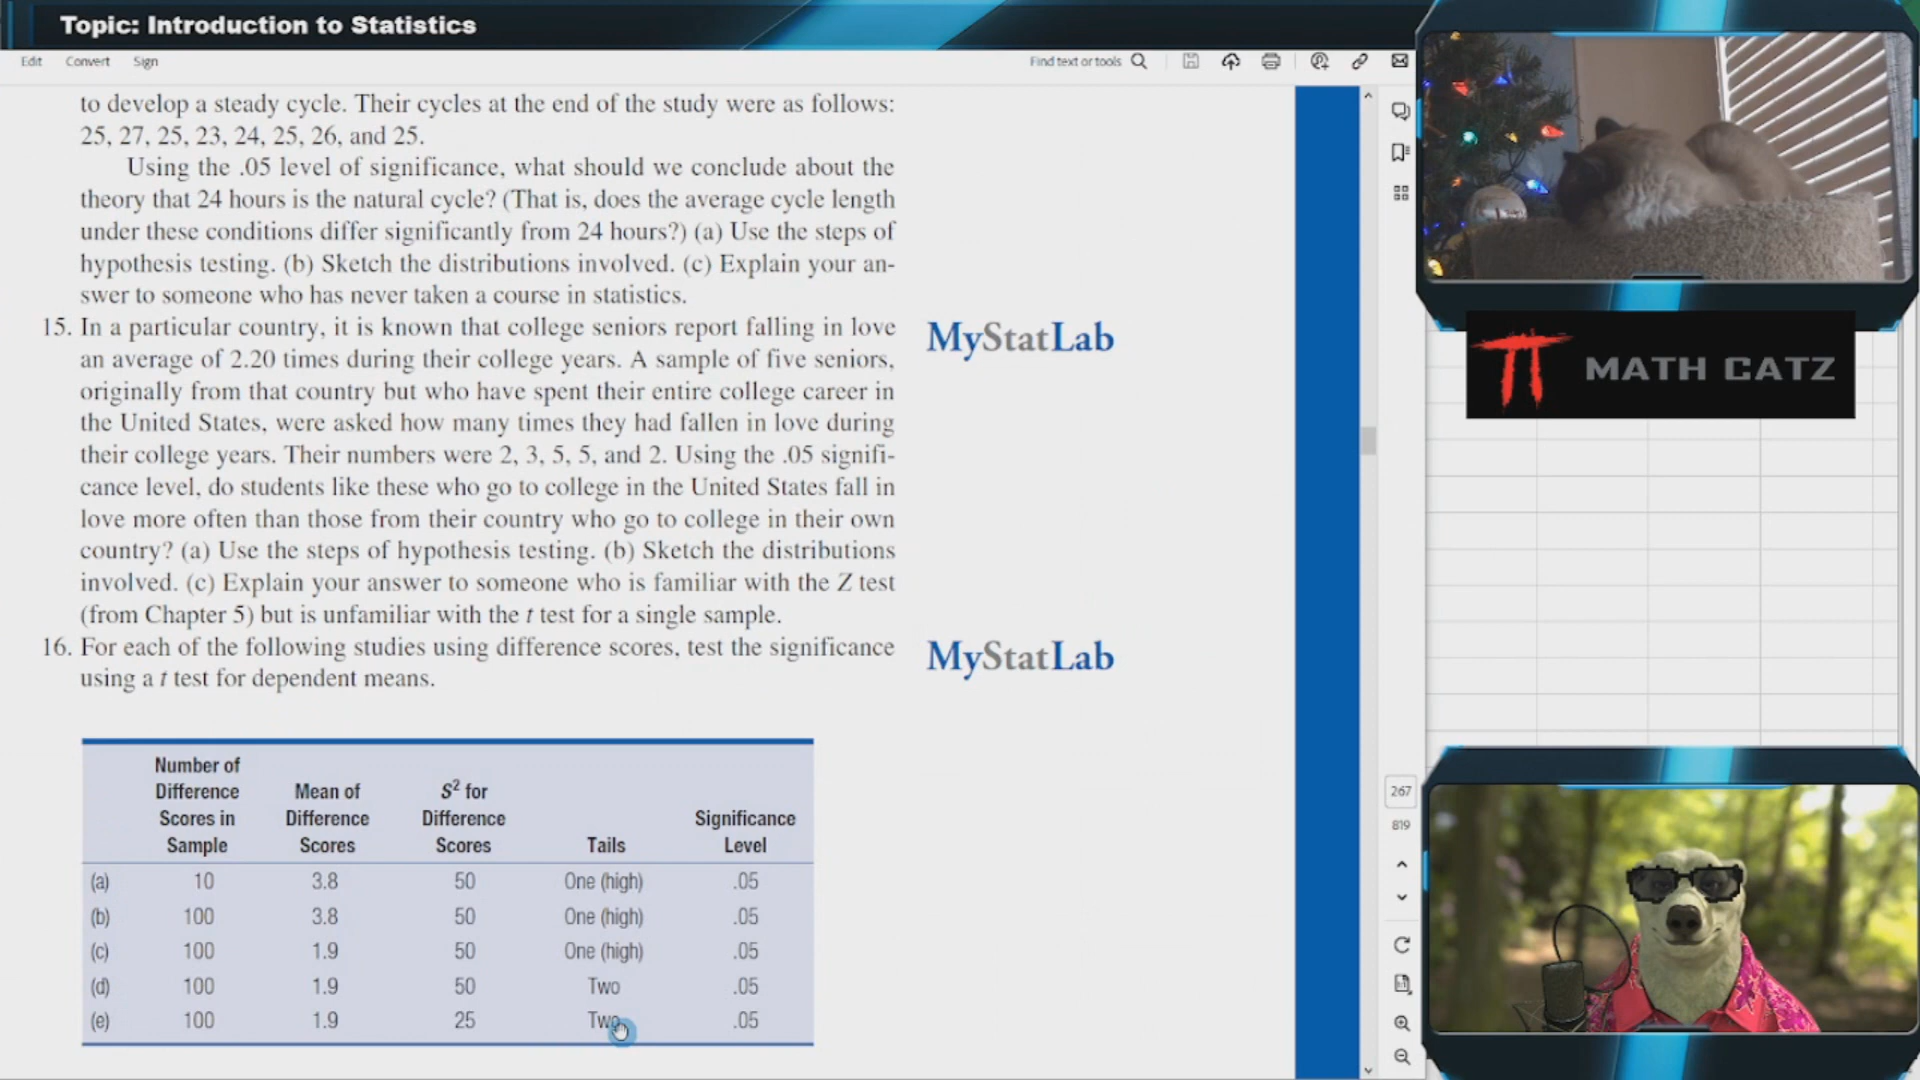 Topic: Introduction to Statistics
Edit Convert Sign Find text or tools
to develop a steady cycle. Their cycles at the end of the study were as follows:
25, 27, 25, 23, 24, 25, 26, and 25.
Using the .05 level of significance, what should we conclude about the
theory that 24 hours is the natural cycle? (That is, does the average cycle length
under these conditions differ significantly from 24 hours?) (a) Use the steps of
hypothesis testing. (b) Sketch the distributions involved. (c) Explain your an-
swer to someone who has never taken a course in statistics.
15. In a particular country, it is known that college seniors report falling in love
an average of 2.20 times during their college years. A sample of five seniors,
originally from that country but who have spent their entire college career in
the United States, were asked how many times they had fallen in love during
their college years. Their numbers were 2, 3, 5, 5, and 2. Using the .05 signifi-
cance level, do students like these who go to college in the United States fall in
love more often than those from their country who go to college in their own
country? (a) Use the steps of hypothesis testing. (b) Sketch the distributions
involved. (c) Explain your answer to someone who is familiar with the Z test
(from Chapter 5) but is unfamiliar with the t test for a single sample.
MyStatLab
16. For each of the following studies using difference scores, test the significance
using a t test for dependent means.
MyStatLab
Number of
Difference
Scores in
Sample
Mean of
Difference
Scores
S² for
Difference
Scores
Tails
Significance
Level
(a) 10 3.8 50 One (high) .05
(b) 100 3.8 50 One (high) .05
(c) 100 1.9 50 One (high) .05
(d) 100 1.9 50 Two .05
(e) 100 1.9 25 Two .05
267
819
MATH CATZ